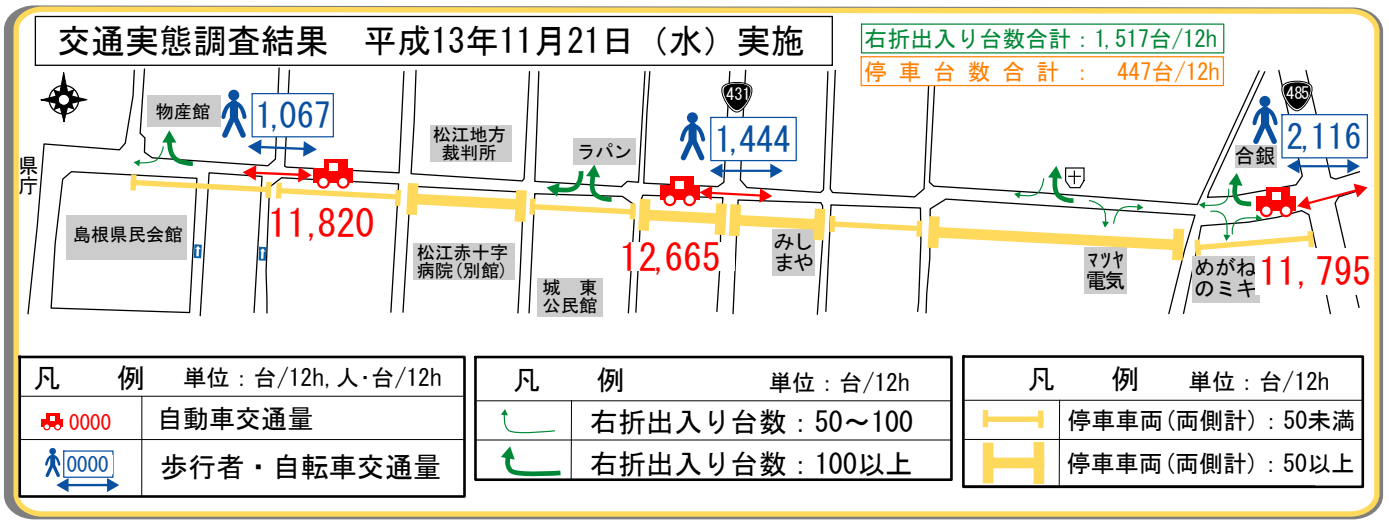 交通実態調査結果　平成13年11月21日（水）実施
右折出入り台数合計：1,517台/12h
停車台数合計：　447台/12h
県庁
物産館
1,067
松江地方
裁判所
ラパン
431
1,444
485
2,116
合銀
島根県民会館
11,820
松江赤十字
病院(別館)
城　東
公民館
12,665
みし
まや
マツヤ
電気
めがね
のミキ
11,795
凡　例　単位：台/12h,人･台/12h
0000　自動車交通量
0000　歩行者・自転車交通量
凡　例　単位：台/12h
右折出入り台数：50～100
右折出入り台数：100以上
凡　例　単位：台/12h
停車車両(両側計)：50未満
停車車両(両側計)：50以上